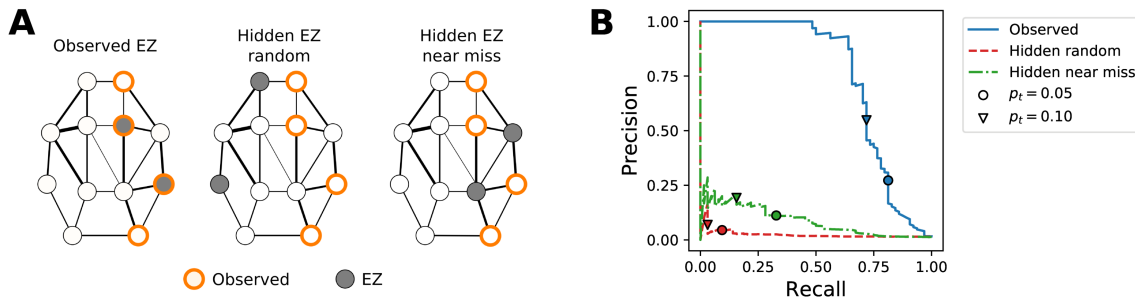 A
Observed EZ
Hidden EZ
random
Hidden EZ
near miss
Observed
EZ
B
Precision
1.00
0.75
0.50
0.25
0.00
0.00
0.25
0.50
0.75
1.00
Recall
Observed
Hidden random
Hidden near miss
pₜ = 0.05
pₜ = 0.10